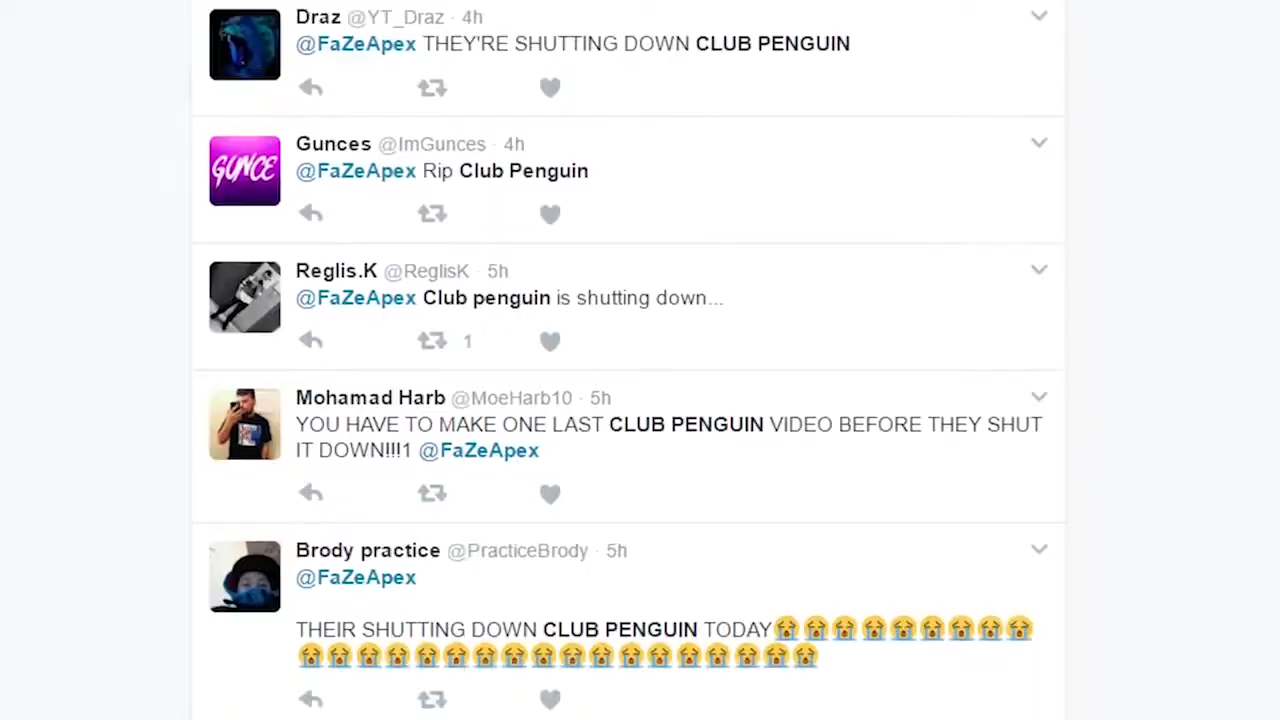 Draz @YT_Draz · 4h
@FaZeApex THEY'RE SHUTTING DOWN CLUB PENGUIN
GUNCE
Gunces @ImGunces · 4h
@FaZeApex Rip Club Penguin
Reglis.K @ReglisK · 5h
@FaZeApex Club penguin is shutting down...
1
Mohamad Harb @MoeHarb10 · 5h
YOU HAVE TO MAKE ONE LAST CLUB PENGUIN VIDEO BEFORE THEY SHUT
IT DOWN!!!1 @FaZeApex
Brody practice @PracticeBrody · 5h
@FaZeApex
THEIR SHUTTING DOWN CLUB PENGUIN TODAY😭😭😭😭😭😭😭😭😭
😭😭😭😭😭😭😭😭😭😭😭😭😭😭😭😭😭😭